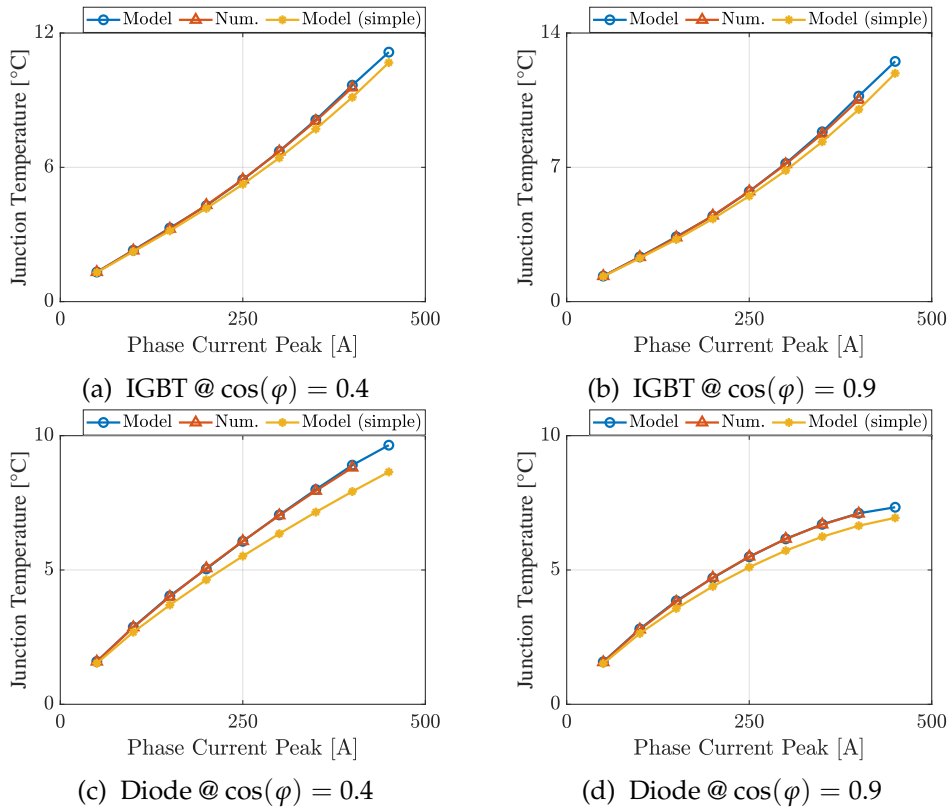 Model Num. Model (simple)
12
6
0
0 250 500
Junction Temperature [°C]
Phase Current Peak [A]
(a) IGBT @ cos(φ) = 0.4
Model Num. Model (simple)
14
7
0
0 250 500
Junction Temperature [°C]
Phase Current Peak [A]
(b) IGBT @ cos(φ) = 0.9
Model Num. Model (simple)
10
5
0
0 250 500
Junction Temperature [°C]
Phase Current Peak [A]
(c) Diode @ cos(φ) = 0.4
Model Num. Model (simple)
10
5
0
0 250 500
Junction Temperature [°C]
Phase Current Peak [A]
(d) Diode @ cos(φ) = 0.9